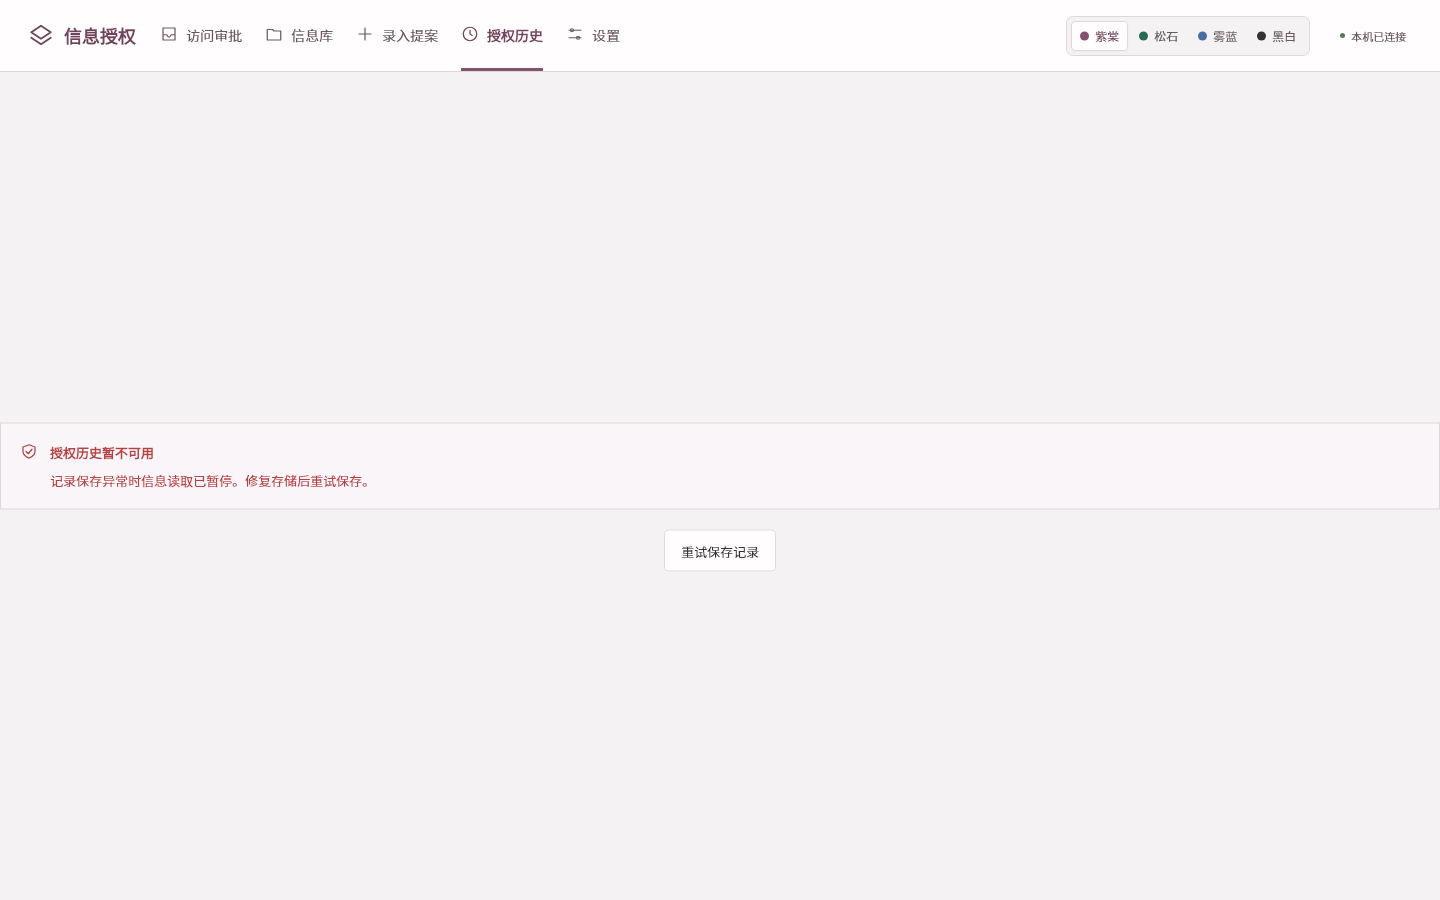 信息授权 访问审批 信息库 录入提案 授权历史 设置 紫棠 松石 雾蓝 黑白 本机已连接
授权历史暂不可用
记录保存异常时信息读取已暂停。修复存储后重试保存。
重试保存记录